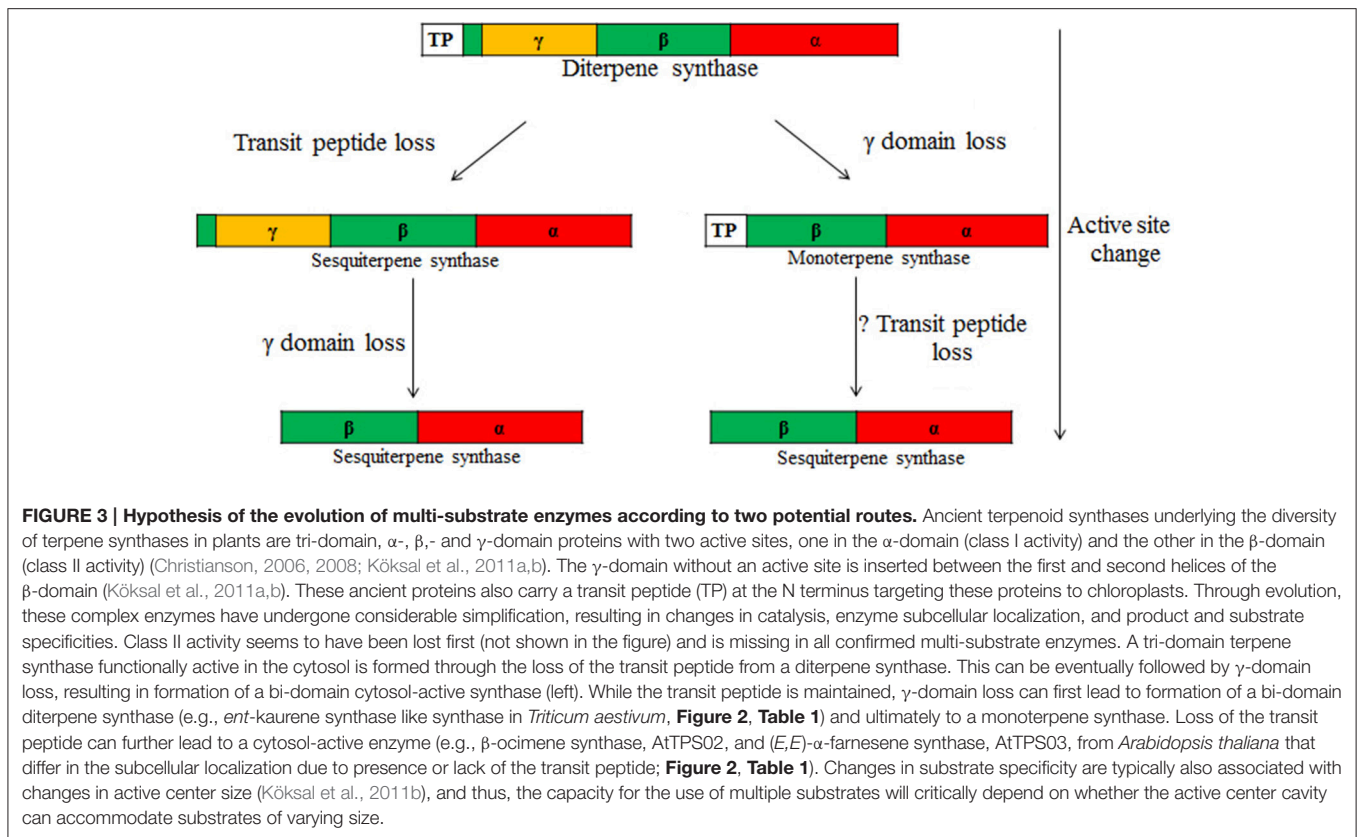 TP γ β α
Diterpene synthase
Transit peptide loss
γ domain loss
γ β α
Sesquiterpene synthase
TP β α
Monoterpene synthase
Active site
change
γ domain loss
? Transit peptide
loss
β α
Sesquiterpene synthase
β α
Sesquiterpene synthase
FIGURE 3 | Hypothesis of the evolution of multi-substrate enzymes according to two potential routes. Ancient terpenoid synthases underlying the diversity
of terpene synthases in plants are tri-domain, α-, β,- and γ-domain proteins with two active sites, one in the α-domain (class I activity) and the other in the β-domain
(class II activity) (Christianson, 2006, 2008; Köksal et al., 2011a,b). The γ-domain without an active site is inserted between the first and second helices of the
β-domain (Köksal et al., 2011a,b). These ancient proteins also carry a transit peptide (TP) at the N terminus targeting these proteins to chloroplasts. Through evolution,
these complex enzymes have undergone considerable simplification, resulting in changes in catalysis, enzyme subcellular localization, and product and substrate
specificities. Class II activity seems to have been lost first (not shown in the figure) and is missing in all confirmed multi-substrate enzymes. A tri-domain terpene
synthase functionally active in the cytosol is formed through the loss of the transit peptide from a diterpene synthase. This can be eventually followed by γ-domain
loss, resulting in formation of a bi-domain cytosol-active synthase (left). While the transit peptide is maintained, γ-domain loss can first lead to formation of a bi-domain
diterpene synthase (e.g., ent-kaurene synthase like synthase in Triticum aestivum, Figure 2, Table 1) and ultimately to a monoterpene synthase. Loss of the transit
peptide can further lead to a cytosol-active enzyme (e.g., β-ocimene synthase, AtTPS02, and (E,E)-α-farnesene synthase, AtTPS03, from Arabidopsis thaliana that
differ in the subcellular localization due to presence or lack of the transit peptide; Figure 2, Table 1). Changes in substrate specificity are typically also associated with
changes in active center size (Köksal et al., 2011b), and thus, the capacity for the use of multiple substrates will critically depend on whether the active center cavity
can accommodate substrates of varying size.